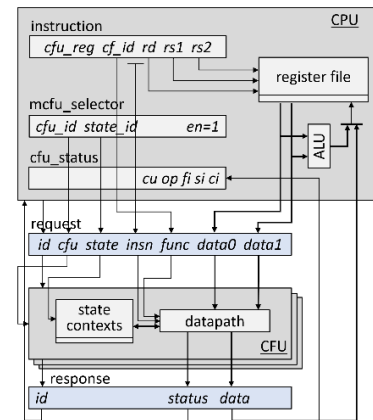 CPU
instruction
cfu_reg cf_id rd rs1 rs2
register file
mcfu_selector
cfu_id state_id en=1
ALU
cfu_status
cu op fi si ci
request
id cfu state insn func data0 data1
state
contexts
datapath
CFU
response
id status data